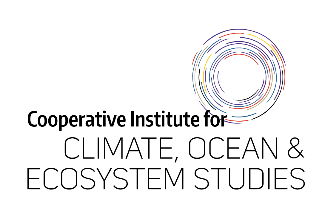 Cooperative Institute for
CLIMATE, OCEAN &
ECOSYSTEM STUDIES